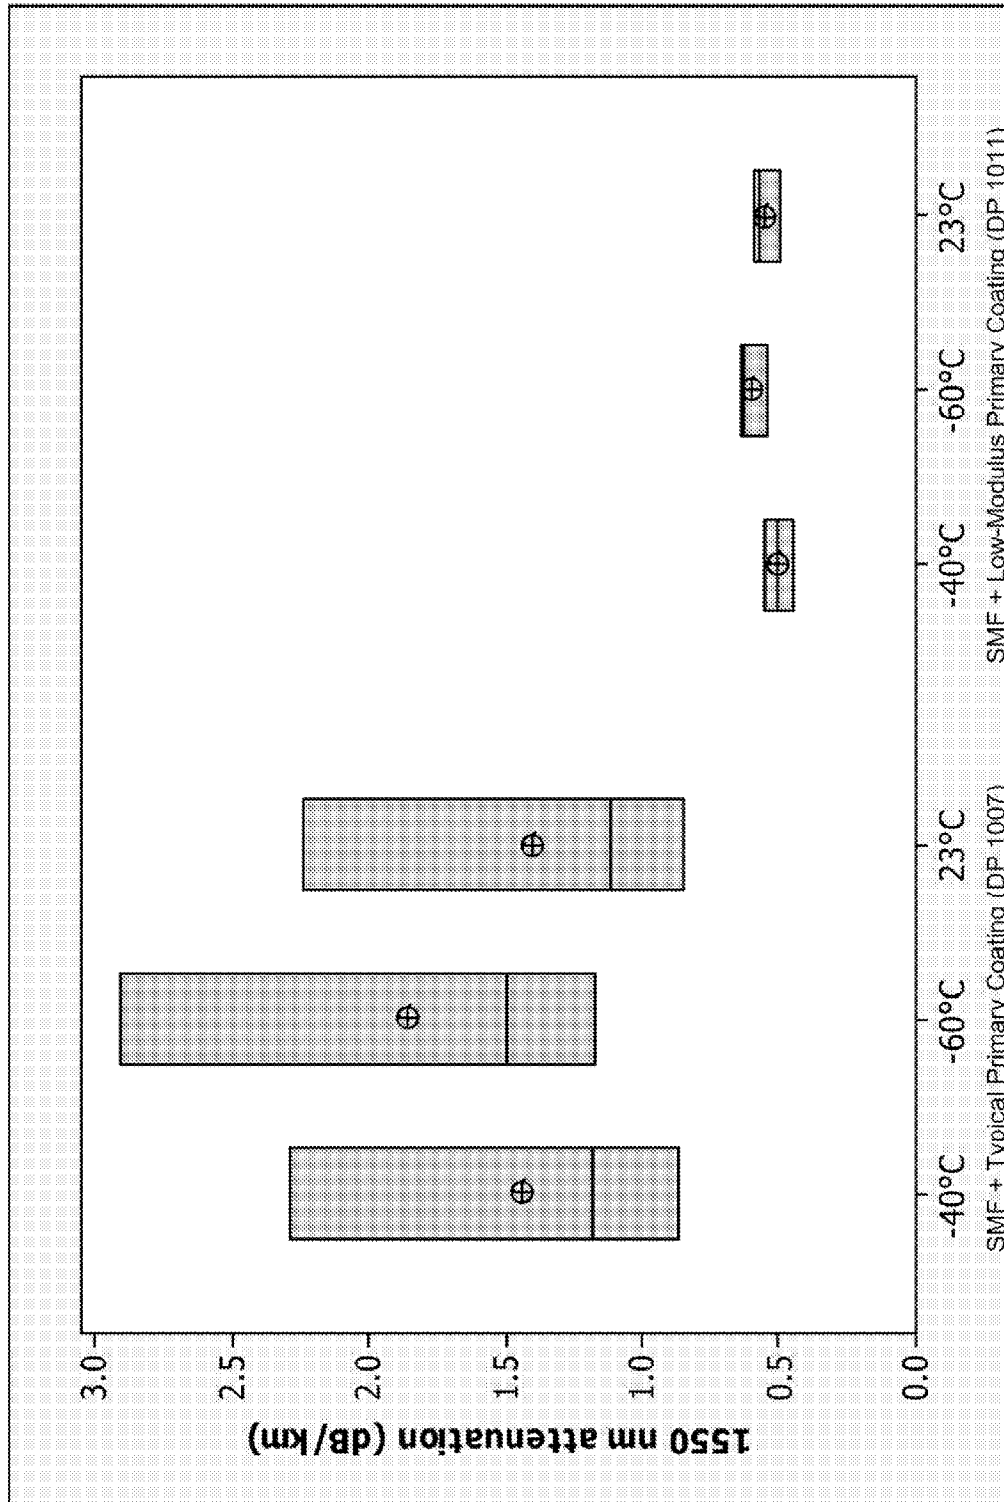 1550 nm attenuation (dB/km)
3.0
2.5
2.0
1.5
1.0
0.5
0.0
-40°C -60°C 23°C -40°C -60°C 23°C
SMF + Typical Primary Coating (DP 1007) SMF + Low-Modulus Primary Coating (DP 1011)